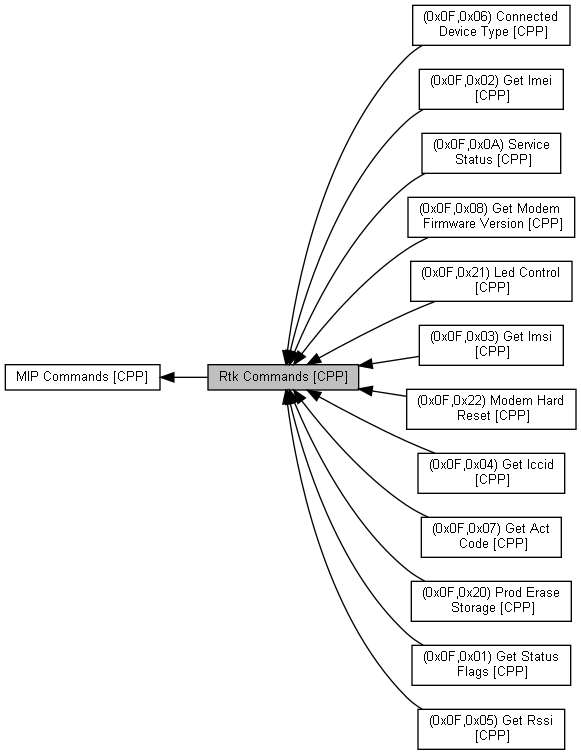 (0x0F,0x06) Connected
Device Type [CPP]
(0x0F,0x02) Get Imei
[CPP]
(0x0F,0x0A) Service
Status [CPP]
(0x0F,0x08) Get Modem
Firmware Version [CPP]
(0x0F,0x21) Led Control
[CPP]
(0x0F,0x03) Get Imsi
[CPP]
MIP Commands [CPP]
Rtk Commands [CPP]
(0x0F,0x22) Modem Hard
Reset [CPP]
(0x0F,0x04) Get Iccid
[CPP]
(0x0F,0x07) Get Act
Code [CPP]
(0x0F,0x20) Prod Erase
Storage [CPP]
(0x0F,0x01) Get Status
Flags [CPP]
(0x0F,0x05) Get Rssi
[CPP]